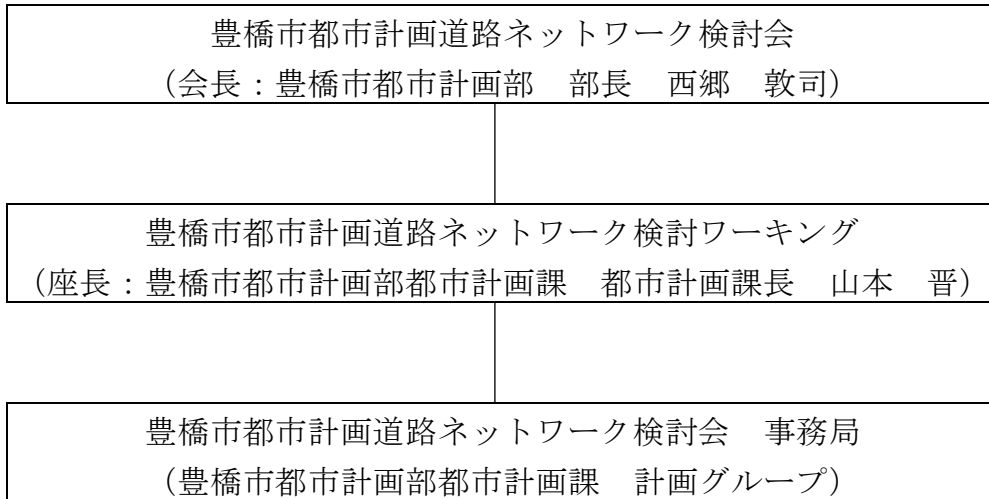 豊橋市都市計画道路ネットワーク検討会
（会長：豊橋市都市計画部　部長　西郷　敦司）
豊橋市都市計画道路ネットワーク検討ワーキング
（座長：豊橋市都市計画部都市計画課　都市計画課長　山本　晋）
豊橋市都市計画道路ネットワーク検討会　事務局
（豊橋市都市計画部都市計画課　計画グループ）